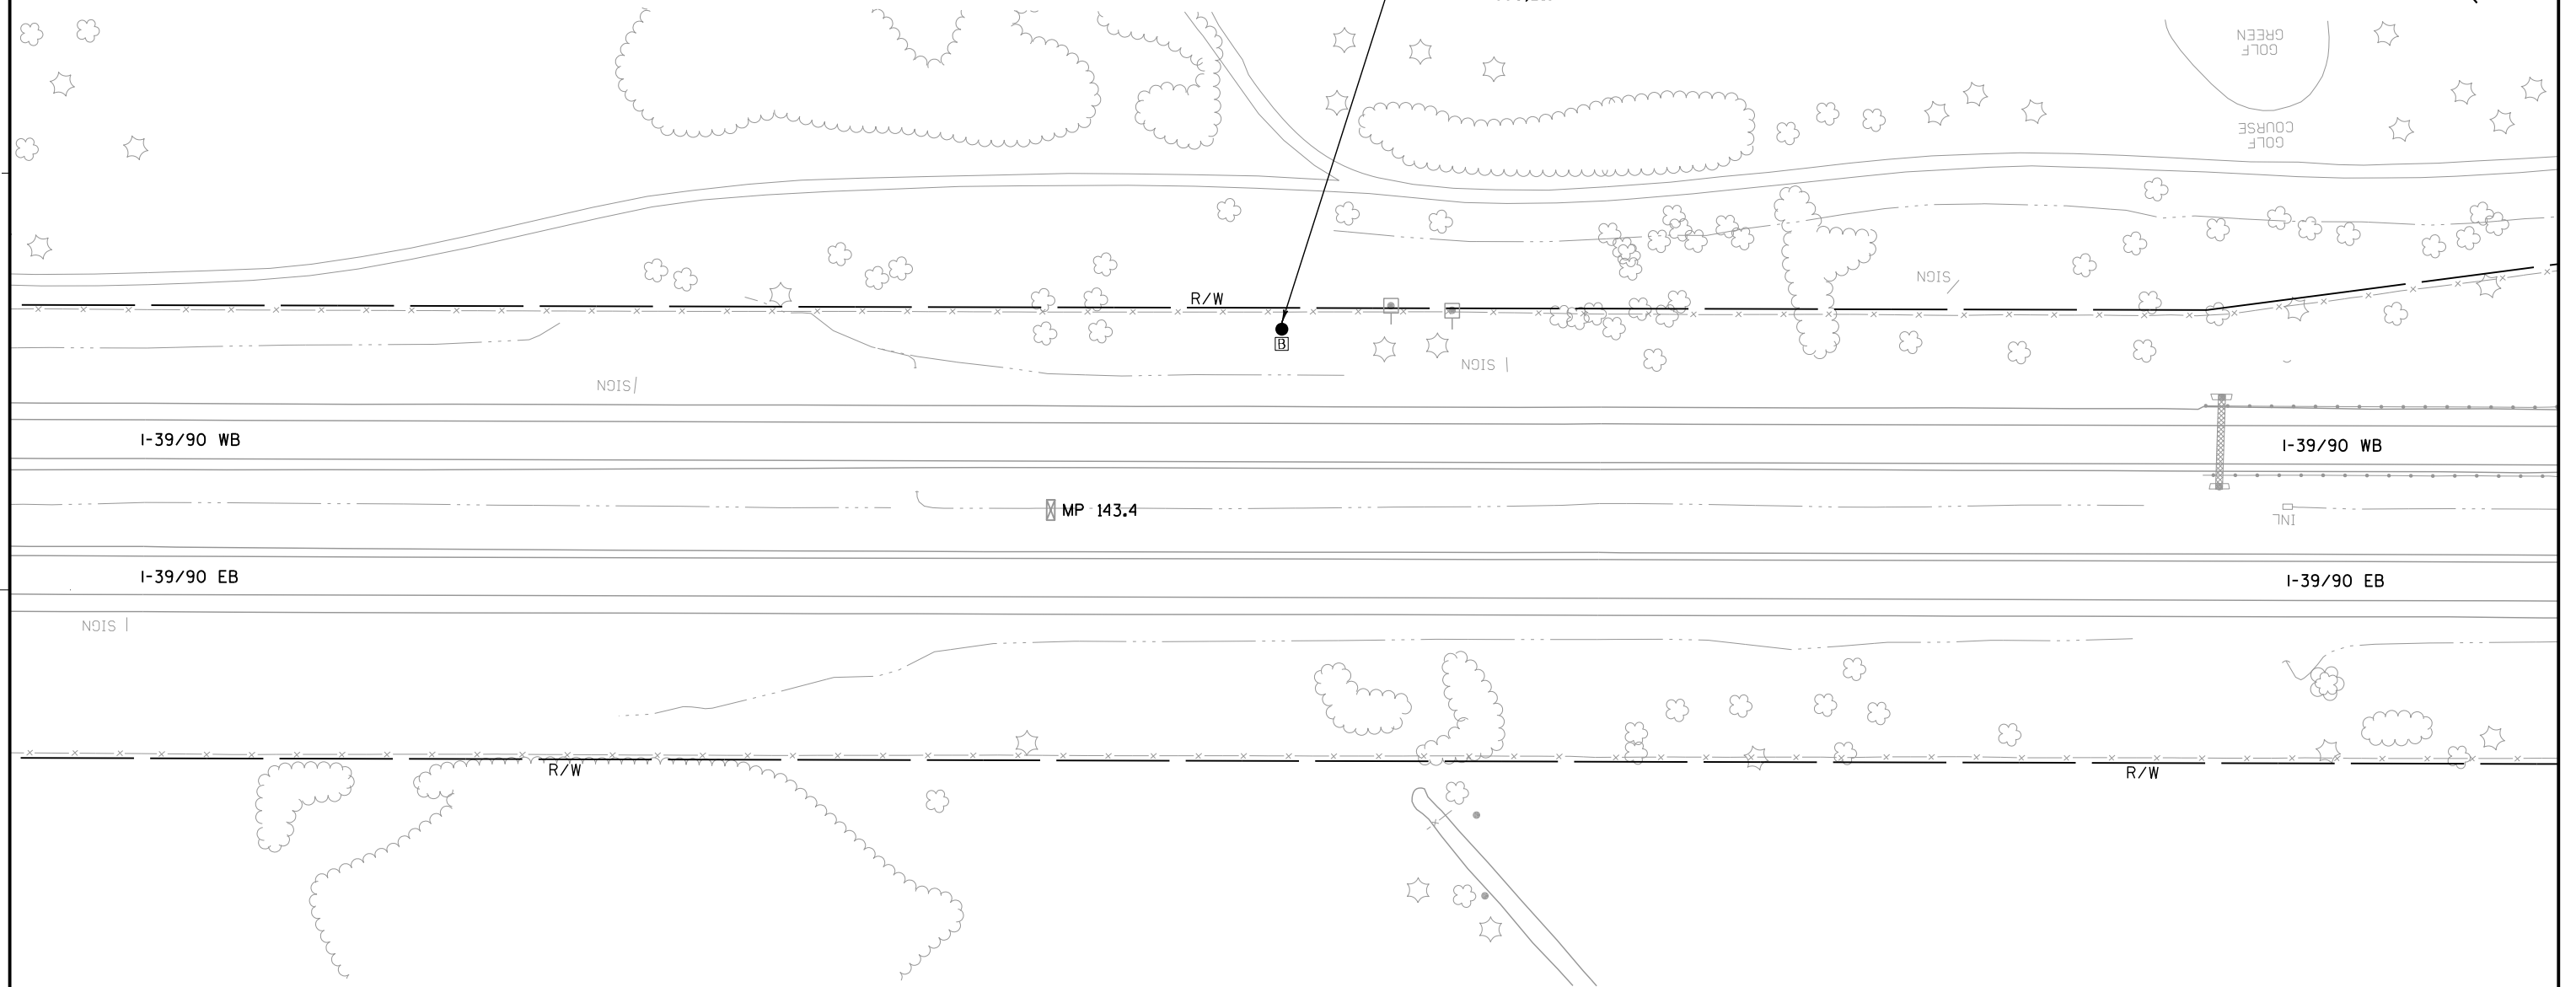 GOLF
GREEN
GOLF
COURSE
SIGN
R/W
B
SIGN
SIGN
I-39/90 WB
I-39/90 WB
MP 143.4
INL
I-39/90 EB
I-39/90 EB
SIGN
R/W
R/W